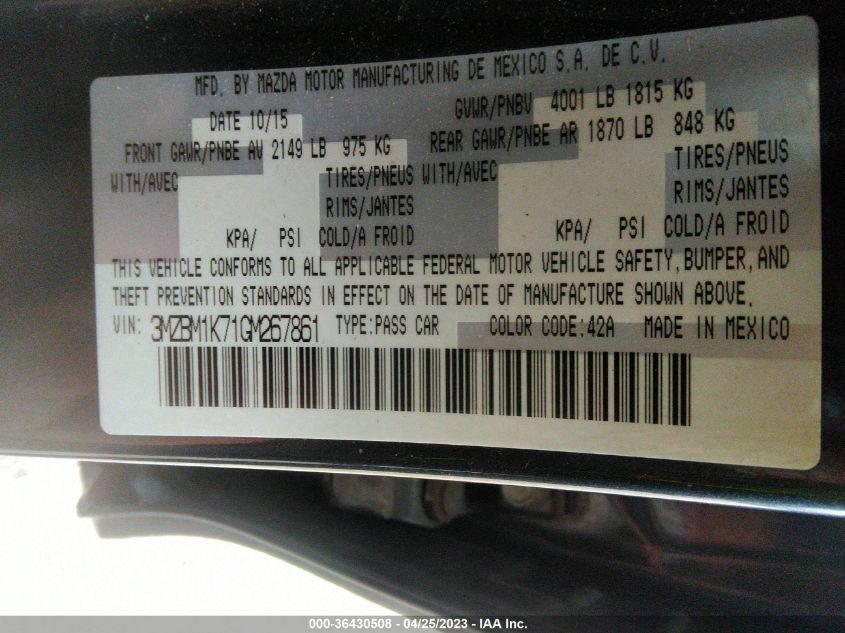 MFD. BY MAZDA MOTOR MANUFACTURING DE MEXICO S.A. DE C.V.
DATE 10/15 GVWR/PNBV 4001 LB 1815 KG
FRONT GAWR/PNBE AV 2149 LB 975 KG REAR GAWR/PNBE AR 1870 LB 848 KG
WITH/AVEC TIRES/PNEUS WITH/AVEC TIRES/PNEUS
RIMS/JANTES RIMS/JANTES
KPA/ PSI COLD/A FROID KPA/ PSI COLD/A FROID
THIS VEHICLE CONFORMS TO ALL APPLICABLE FEDERAL MOTOR VEHICLE SAFETY, BUMPER, AND
THEFT PREVENTION STANDARDS IN EFFECT ON THE DATE OF MANUFACTURE SHOWN ABOVE.
VIN: 3MZBM1K71GM267861 TYPE:PASS CAR COLOR CODE:42A MADE IN MEXICO
000-36430508 - 04/25/2023 - IAA Inc.